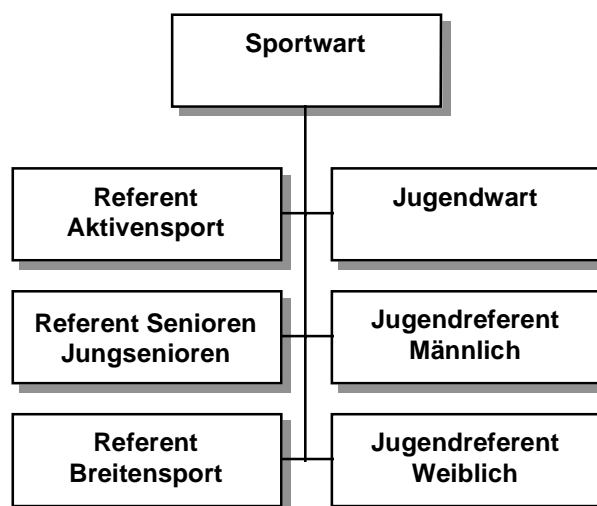 Sportwart
Referent
Aktivensport
Jugendwart
Referent Senioren
Jungsenioren
Jugendreferent
Männlich
Referent
Breitensport
Jugendreferent
Weiblich